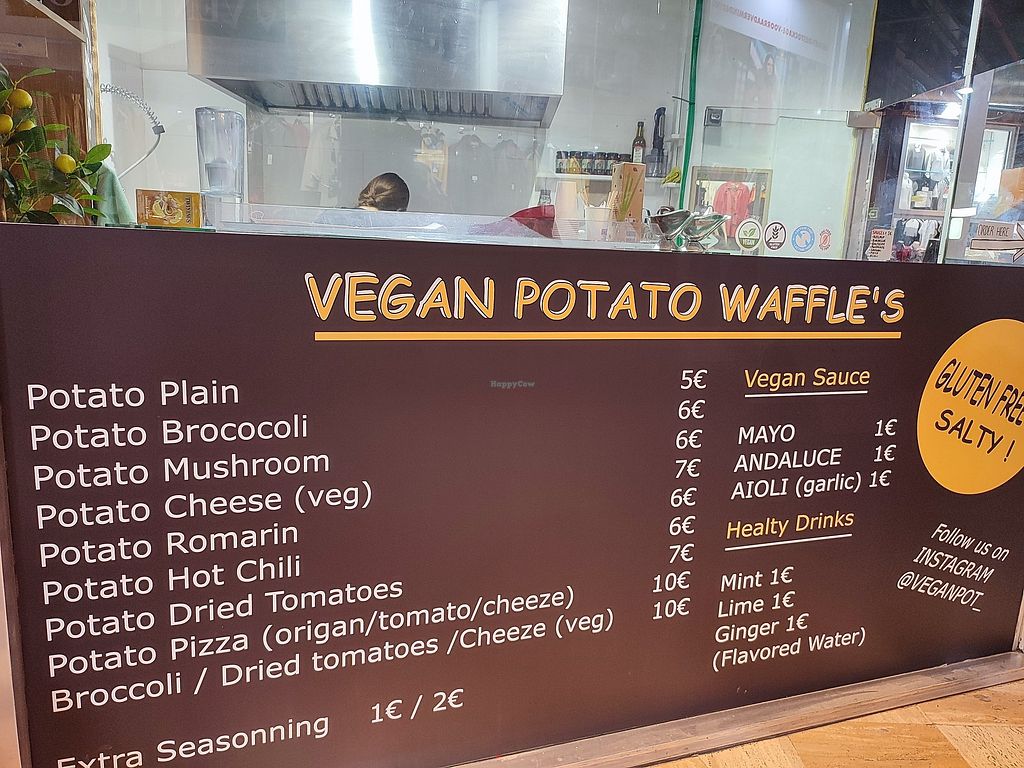 VEGAN POTATO WAFFLE'S
Potato Plain 5€
Potato Brococoli 6€
Potato Mushroom 6€
Potato Cheese (veg) 7€
Potato Romarin 6€
Potato Hot Chili 6€
Potato Dried Tomatoes 7€
Potato Pizza (origan/tomato/cheeze) 10€
Broccoli / Dried tomatoes /Cheeze (veg) 10€
Extra Seasonning 1€ / 2€
Vegan Sauce
MAYO 1€
ANDALUCE 1€
AIOLI (garlic) 1€
Healty Drinks
Mint 1€
Lime 1€
Ginger 1€
(Flavored Water)
GLUTEN FREE
SALTY !
Follow us on
INSTAGRAM
@VEGANPOT_
ORDER HERE
VEGAN
HappyCow